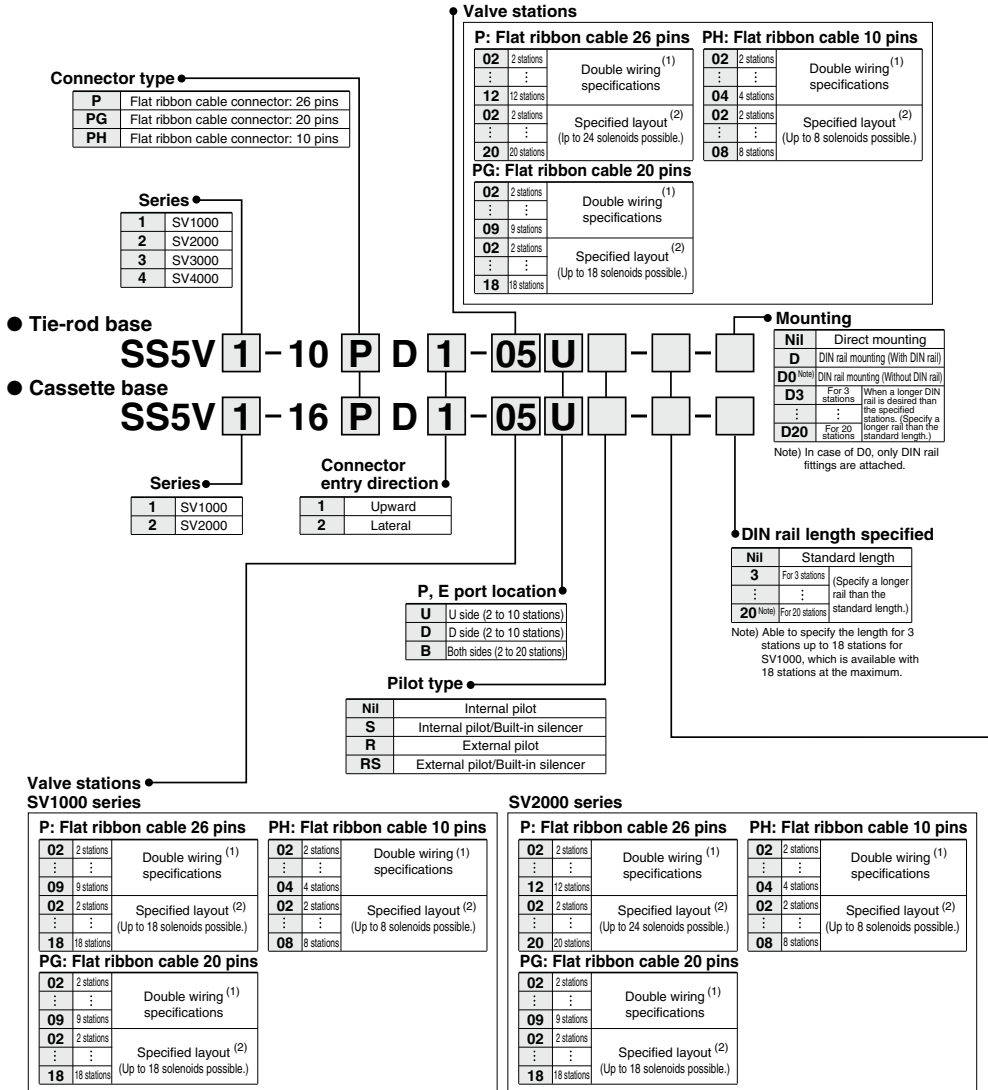 Valve stations
P: Flat ribbon cable 26 pins
02 2 stations Double wiring (1) specifications
⋮ ⋮
12 12 stations
02 2 stations Specified layout (2) (Ip to 24 solenoids possible.)
⋮ ⋮
20 20 stations
PH: Flat ribbon cable 10 pins
02 2 stations Double wiring (1) specifications
⋮ ⋮
04 4 stations
02 2 stations Specified layout (2) (Up to 8 solenoids possible.)
⋮ ⋮
08 8 stations
PG: Flat ribbon cable 20 pins
02 2 stations Double wiring (1) specifications
⋮ ⋮
09 9 stations
02 2 stations Specified layout (2) (Up to 18 solenoids possible.)
⋮ ⋮
18 18 stations
Connector type
P Flat ribbon cable connector: 26 pins
PG Flat ribbon cable connector: 20 pins
PH Flat ribbon cable connector: 10 pins
Series
1 SV1000
2 SV2000
3 SV3000
4 SV4000
● Tie-rod base
SS5V 1 - 10 P D 1 - 05 U - -
● Cassette base
SS5V 1 - 16 P D 1 - 05 U - -
Mounting
Nil Direct mounting
D DIN rail mounting (With DIN rail)
D0 Note) DIN rail mounting (Without DIN rail)
D3 For 3 stations When a longer DIN rail is desired than the specified stations. (Specify a longer rail than the standard length.)
⋮ ⋮
D20 For 20 stations
Note) In case of D0, only DIN rail
fittings are attached.
Series
1 SV1000
2 SV2000
Connector
entry direction
1 Upward
2 Lateral
DIN rail length specified
Nil Standard length
3 For 3 stations (Specify a longer rail than the standard length.)
⋮ ⋮
20 Note) For 20 stations
Note) Able to specify the length for 3
stations up to 18 stations for
SV1000, which is available with
18 stations at the maximum.
P, E port location
U U side (2 to 10 stations)
D D side (2 to 10 stations)
B Both sides (2 to 20 stations)
Pilot type
Nil Internal pilot
S Internal pilot/Built-in silencer
R External pilot
RS External pilot/Built-in silencer
Valve stations
SV1000 series
P: Flat ribbon cable 26 pins
02 2 stations Double wiring (1) specifications
⋮ ⋮
09 9 stations
02 2 stations Specified layout (2) (Up to 18 solenoids possible.)
⋮ ⋮
18 18 stations
PH: Flat ribbon cable 10 pins
02 2 stations Double wiring (1) specifications
⋮ ⋮
04 4 stations
02 2 stations Specified layout (2) (Up to 8 solenoids possible.)
⋮ ⋮
08 8 stations
PG: Flat ribbon cable 20 pins
02 2 stations Double wiring (1) specifications
⋮ ⋮
09 9 stations
02 2 stations Specified layout (2) (Up to 18 solenoids possible.)
⋮ ⋮
18 18 stations
SV2000 series
P: Flat ribbon cable 26 pins
02 2 stations Double wiring (1) specifications
⋮ ⋮
12 12 stations
02 2 stations Specified layout (2) (Up to 24 solenoids possible.)
⋮ ⋮
20 20 stations
PH: Flat ribbon cable 10 pins
02 2 stations Double wiring (1) specifications
⋮ ⋮
04 4 stations
02 2 stations Specified layout (2) (Up to 8 solenoids possible.)
⋮ ⋮
08 8 stations
PG: Flat ribbon cable 20 pins
02 2 stations Double wiring (1) specifications
⋮ ⋮
09 9 stations
02 2 stations Specified layout (2) (Up to 18 solenoids possible.)
⋮ ⋮
18 18 stations